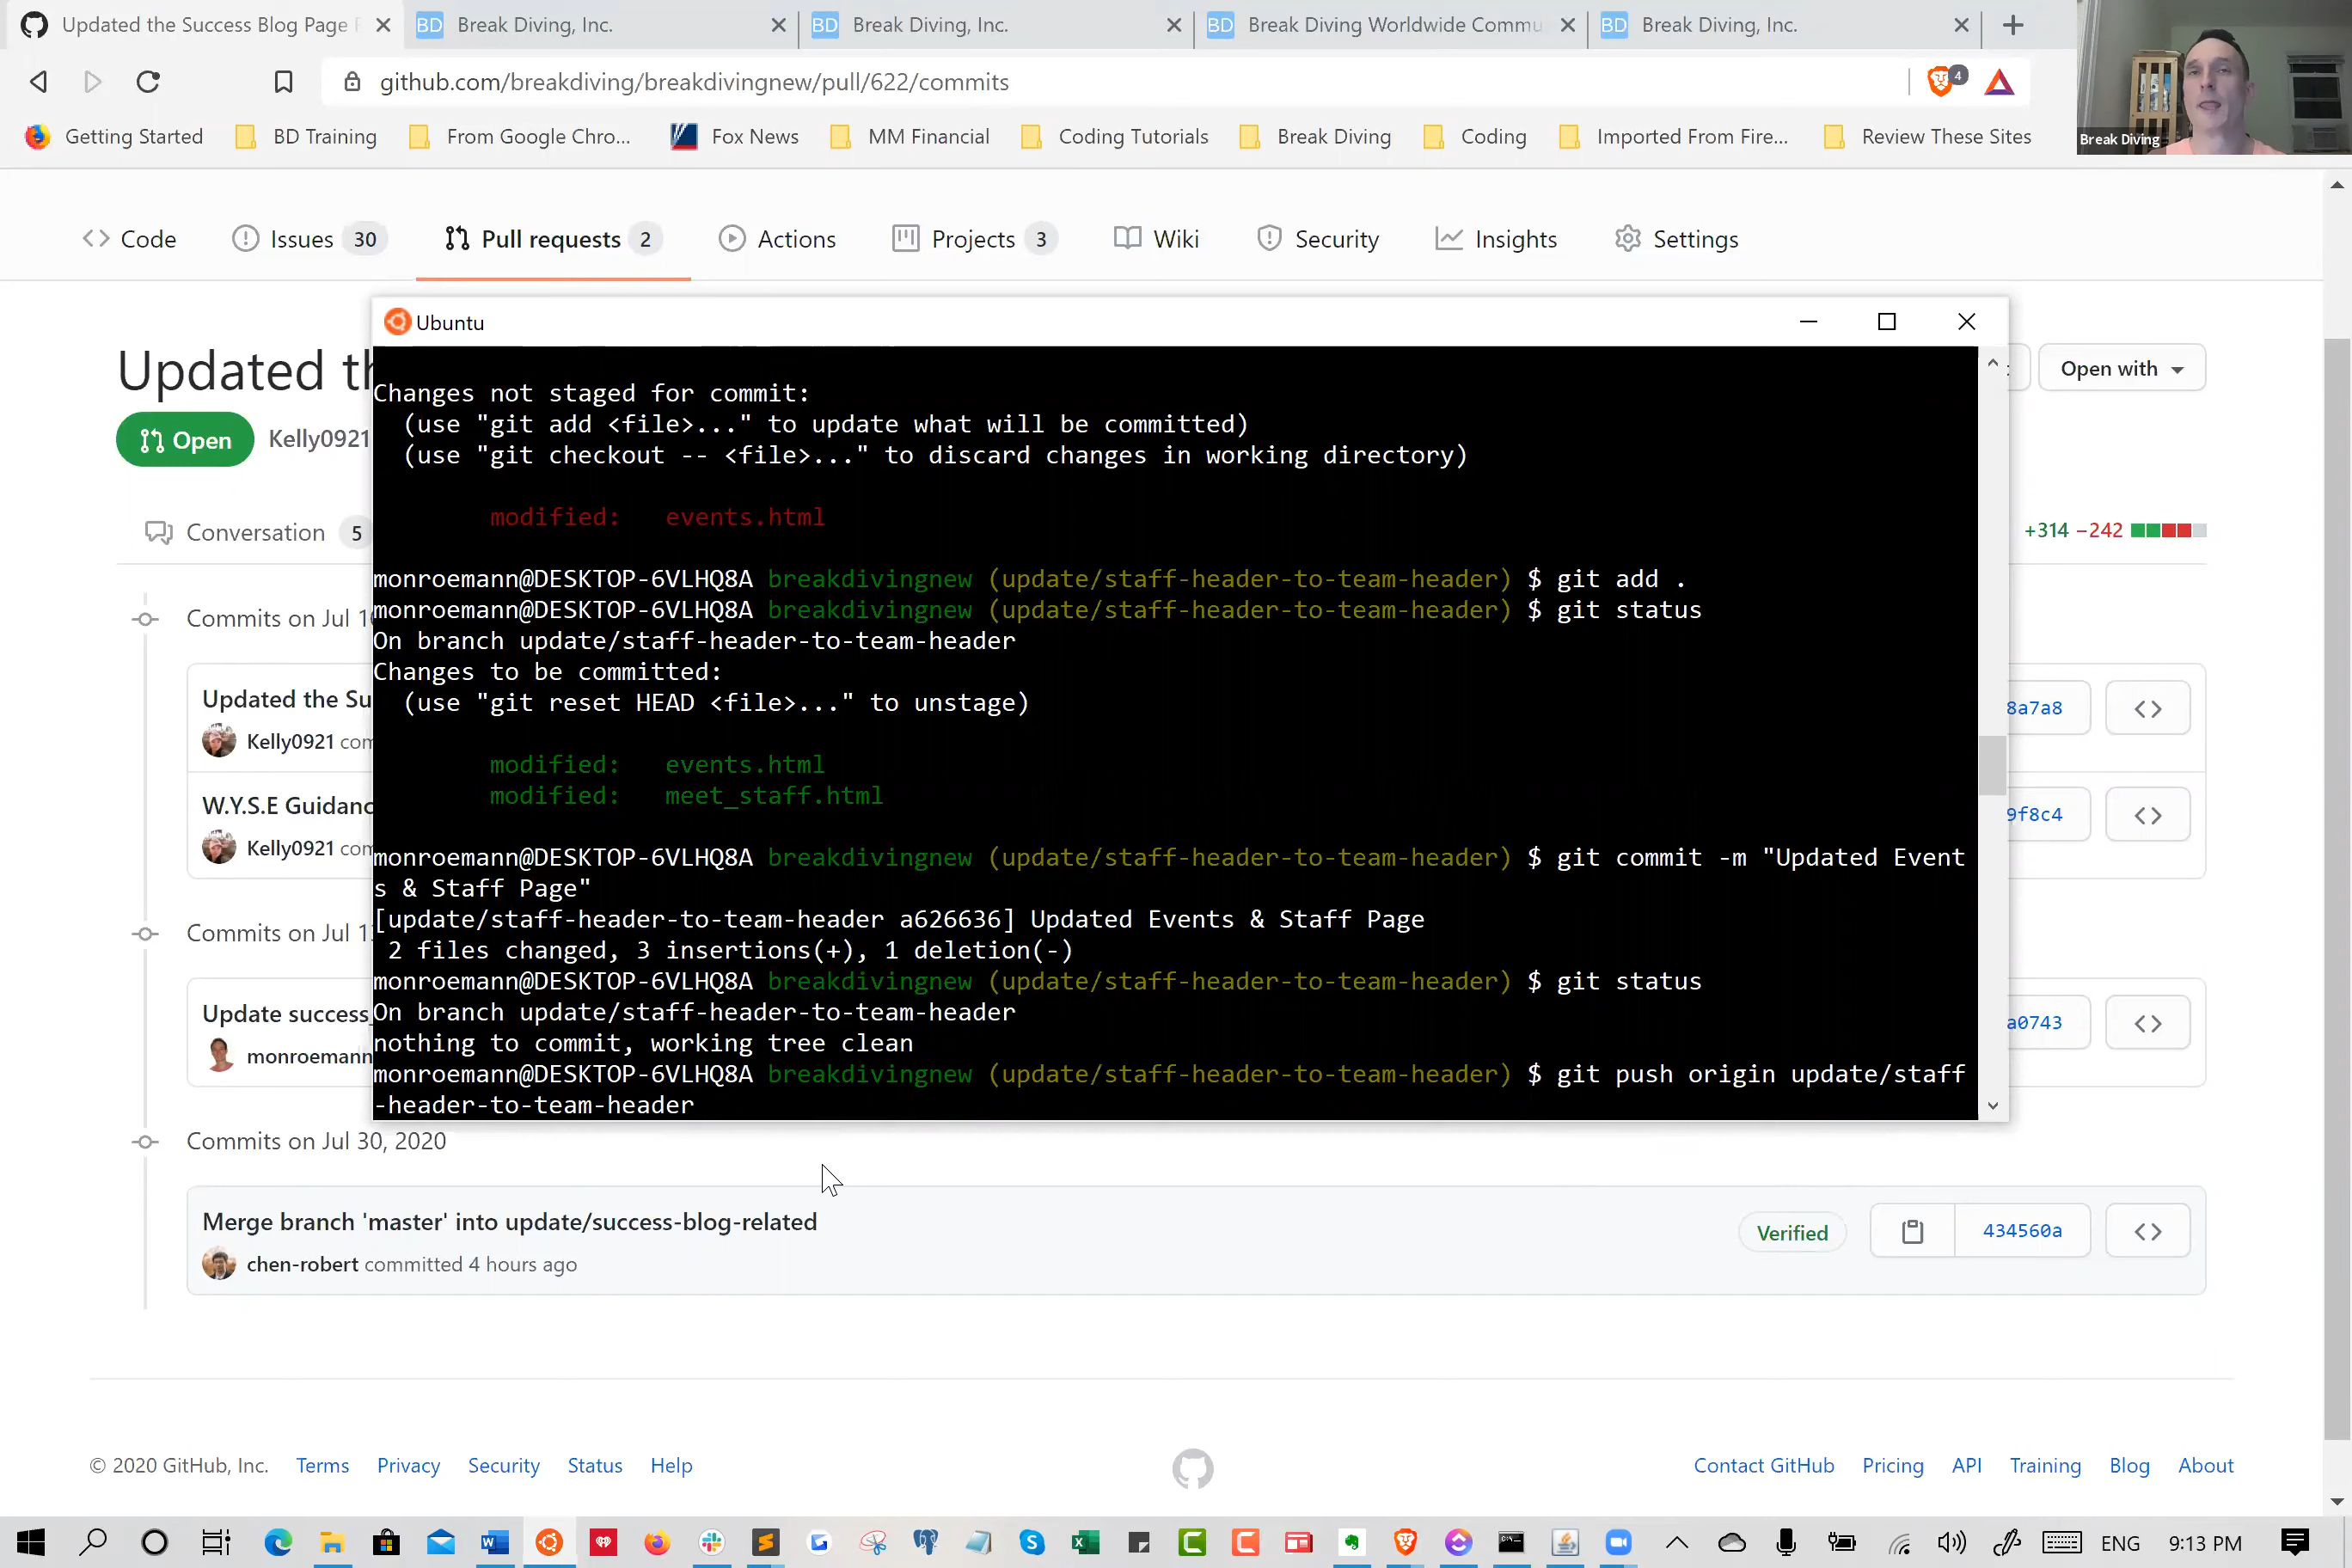 Updated the Success Blog Page
BD Break Diving, Inc.
BD Break Diving, Inc.
BD Break Diving Worldwide Commu
BD Break Diving, Inc.
github.com/breakdiving/breakdivingnew/pull/622/commits
4
Getting Started
BD Training
From Google Chro...
Fox News
MM Financial
Coding Tutorials
Break Diving
Coding
Imported From Fire...
Review These Sites
Break Diving
Code
Issues 30
Pull requests 2
Actions
Projects 3
Wiki
Security
Insights
Settings
Updated th
Open with
Open
Kelly0921
Conversation 5
+314 −242
Ubuntu
Changes not staged for commit:
(use "git add <file>..." to update what will be committed)
(use "git checkout -- <file>..." to discard changes in working directory)
modified: events.html
monroemann@DESKTOP-6VLHQ8A breakdivingnew (update/staff-header-to-team-header) $ git add .
monroemann@DESKTOP-6VLHQ8A breakdivingnew (update/staff-header-to-team-header) $ git status
On branch update/staff-header-to-team-header
Changes to be committed:
(use "git reset HEAD <file>..." to unstage)
modified: events.html
modified: meet_staff.html
monroemann@DESKTOP-6VLHQ8A breakdivingnew (update/staff-header-to-team-header) $ git commit -m "Updated Event
s & Staff Page"
[update/staff-header-to-team-header a626636] Updated Events & Staff Page
2 files changed, 3 insertions(+), 1 deletion(-)
monroemann@DESKTOP-6VLHQ8A breakdivingnew (update/staff-header-to-team-header) $ git status
On branch update/staff-header-to-team-header
nothing to commit, working tree clean
monroemann@DESKTOP-6VLHQ8A breakdivingnew (update/staff-header-to-team-header) $ git push origin update/staff
-header-to-team-header
Commits on Jul 1
Updated the Su
Kelly0921 com
8a7a8
W.Y.S.E Guidanc
Kelly0921 com
9f8c4
Commits on Jul 1
Update success_
monroemann
a0743
Commits on Jul 30, 2020
Merge branch 'master' into update/success-blog-related
chen-robert committed 4 hours ago
Verified
434560a
© 2020 GitHub, Inc.
Terms
Privacy
Security
Status
Help
Contact GitHub
Pricing
API
Training
Blog
About
ENG
9:13 PM